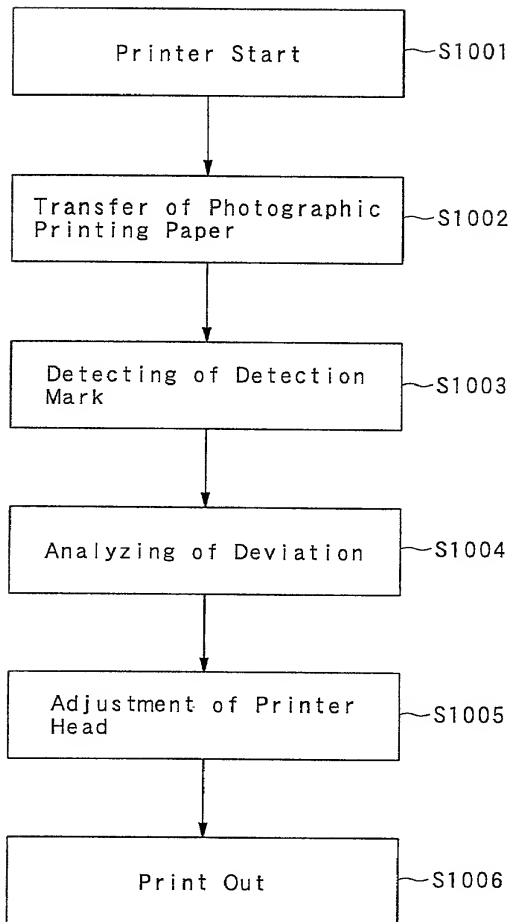 Printer Start
S1001
Transfer of Photographic
Printing Paper
S1002
Detecting of Detection
Mark
S1003
Analyzing of Deviation
S1004
Adjustment of Printer
Head
S1005
Print Out
S1006